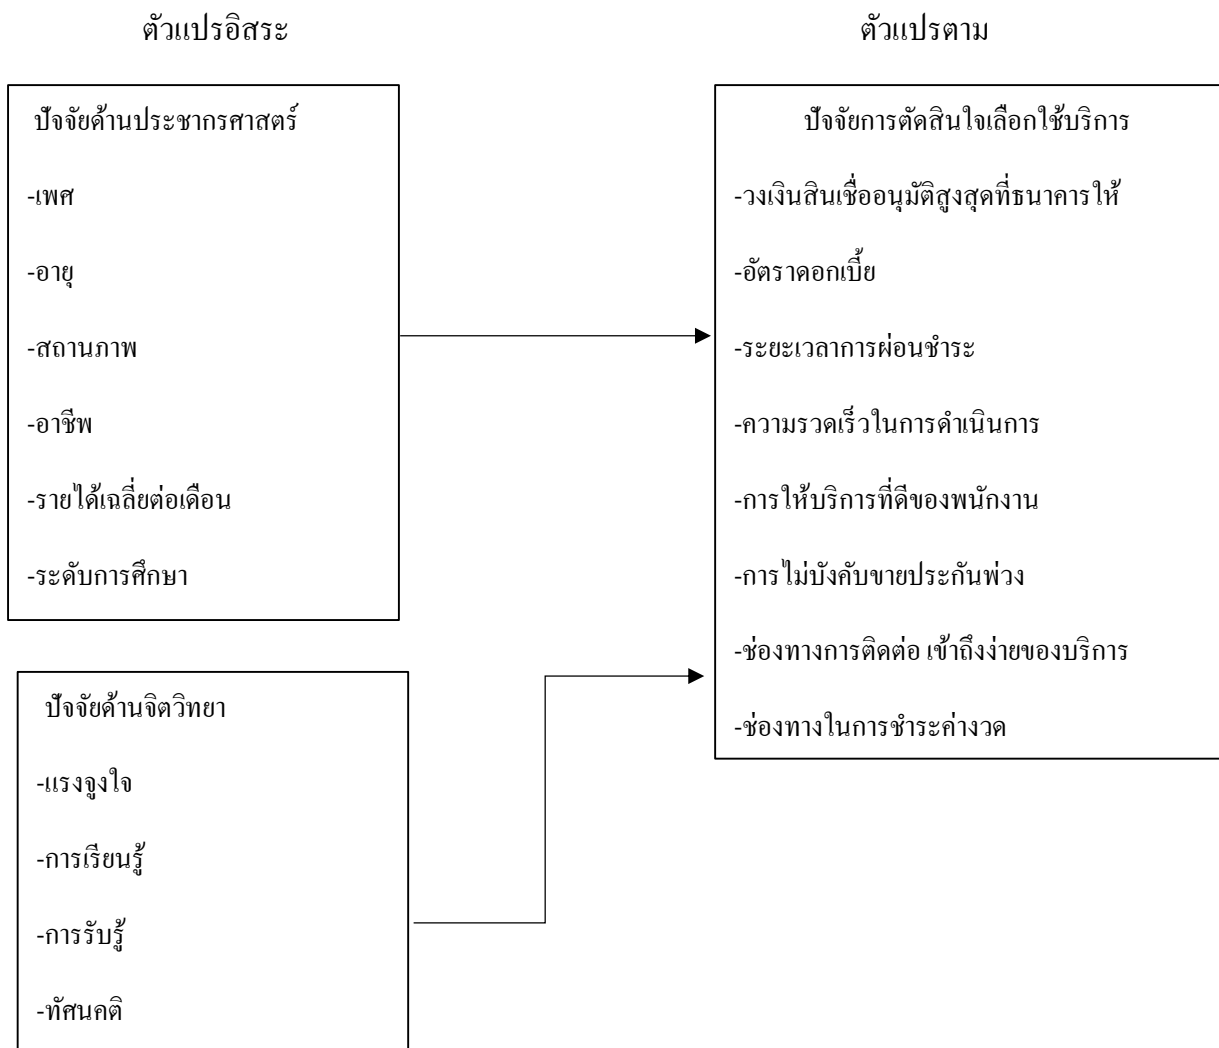 ตัวแปรอิสระ
ตัวแปรตาม
ปัจจัยด้านประชากรศาสตร์
-เพศ
-อายุ
-สถานภาพ
-อาชีพ
-รายได้เฉลี่ยต่อเดือน
-ระดับการศึกษา
ปัจจัยด้านจิตวิทยา
-แรงจูงใจ
-การเรียนรู้
-การรับรู้
-ทัศนคติ
ปัจจัยการตัดสินใจเลือกใช้บริการ
-วงเงินสินเชื่ออนุมัติสูงสุดที่ธนาคารให้
-อัตราดอกเบี้ย
-ระยะเวลาการผ่อนชำระ
-ความรวดเร็วในการดำเนินการ
-การให้บริการที่ดีของพนักงาน
-การไม่บังคับขายประกันพ่วง
-ช่องทางการติดต่อ เข้าถึงง่ายของบริการ
-ช่องทางในการชำระค่างวด